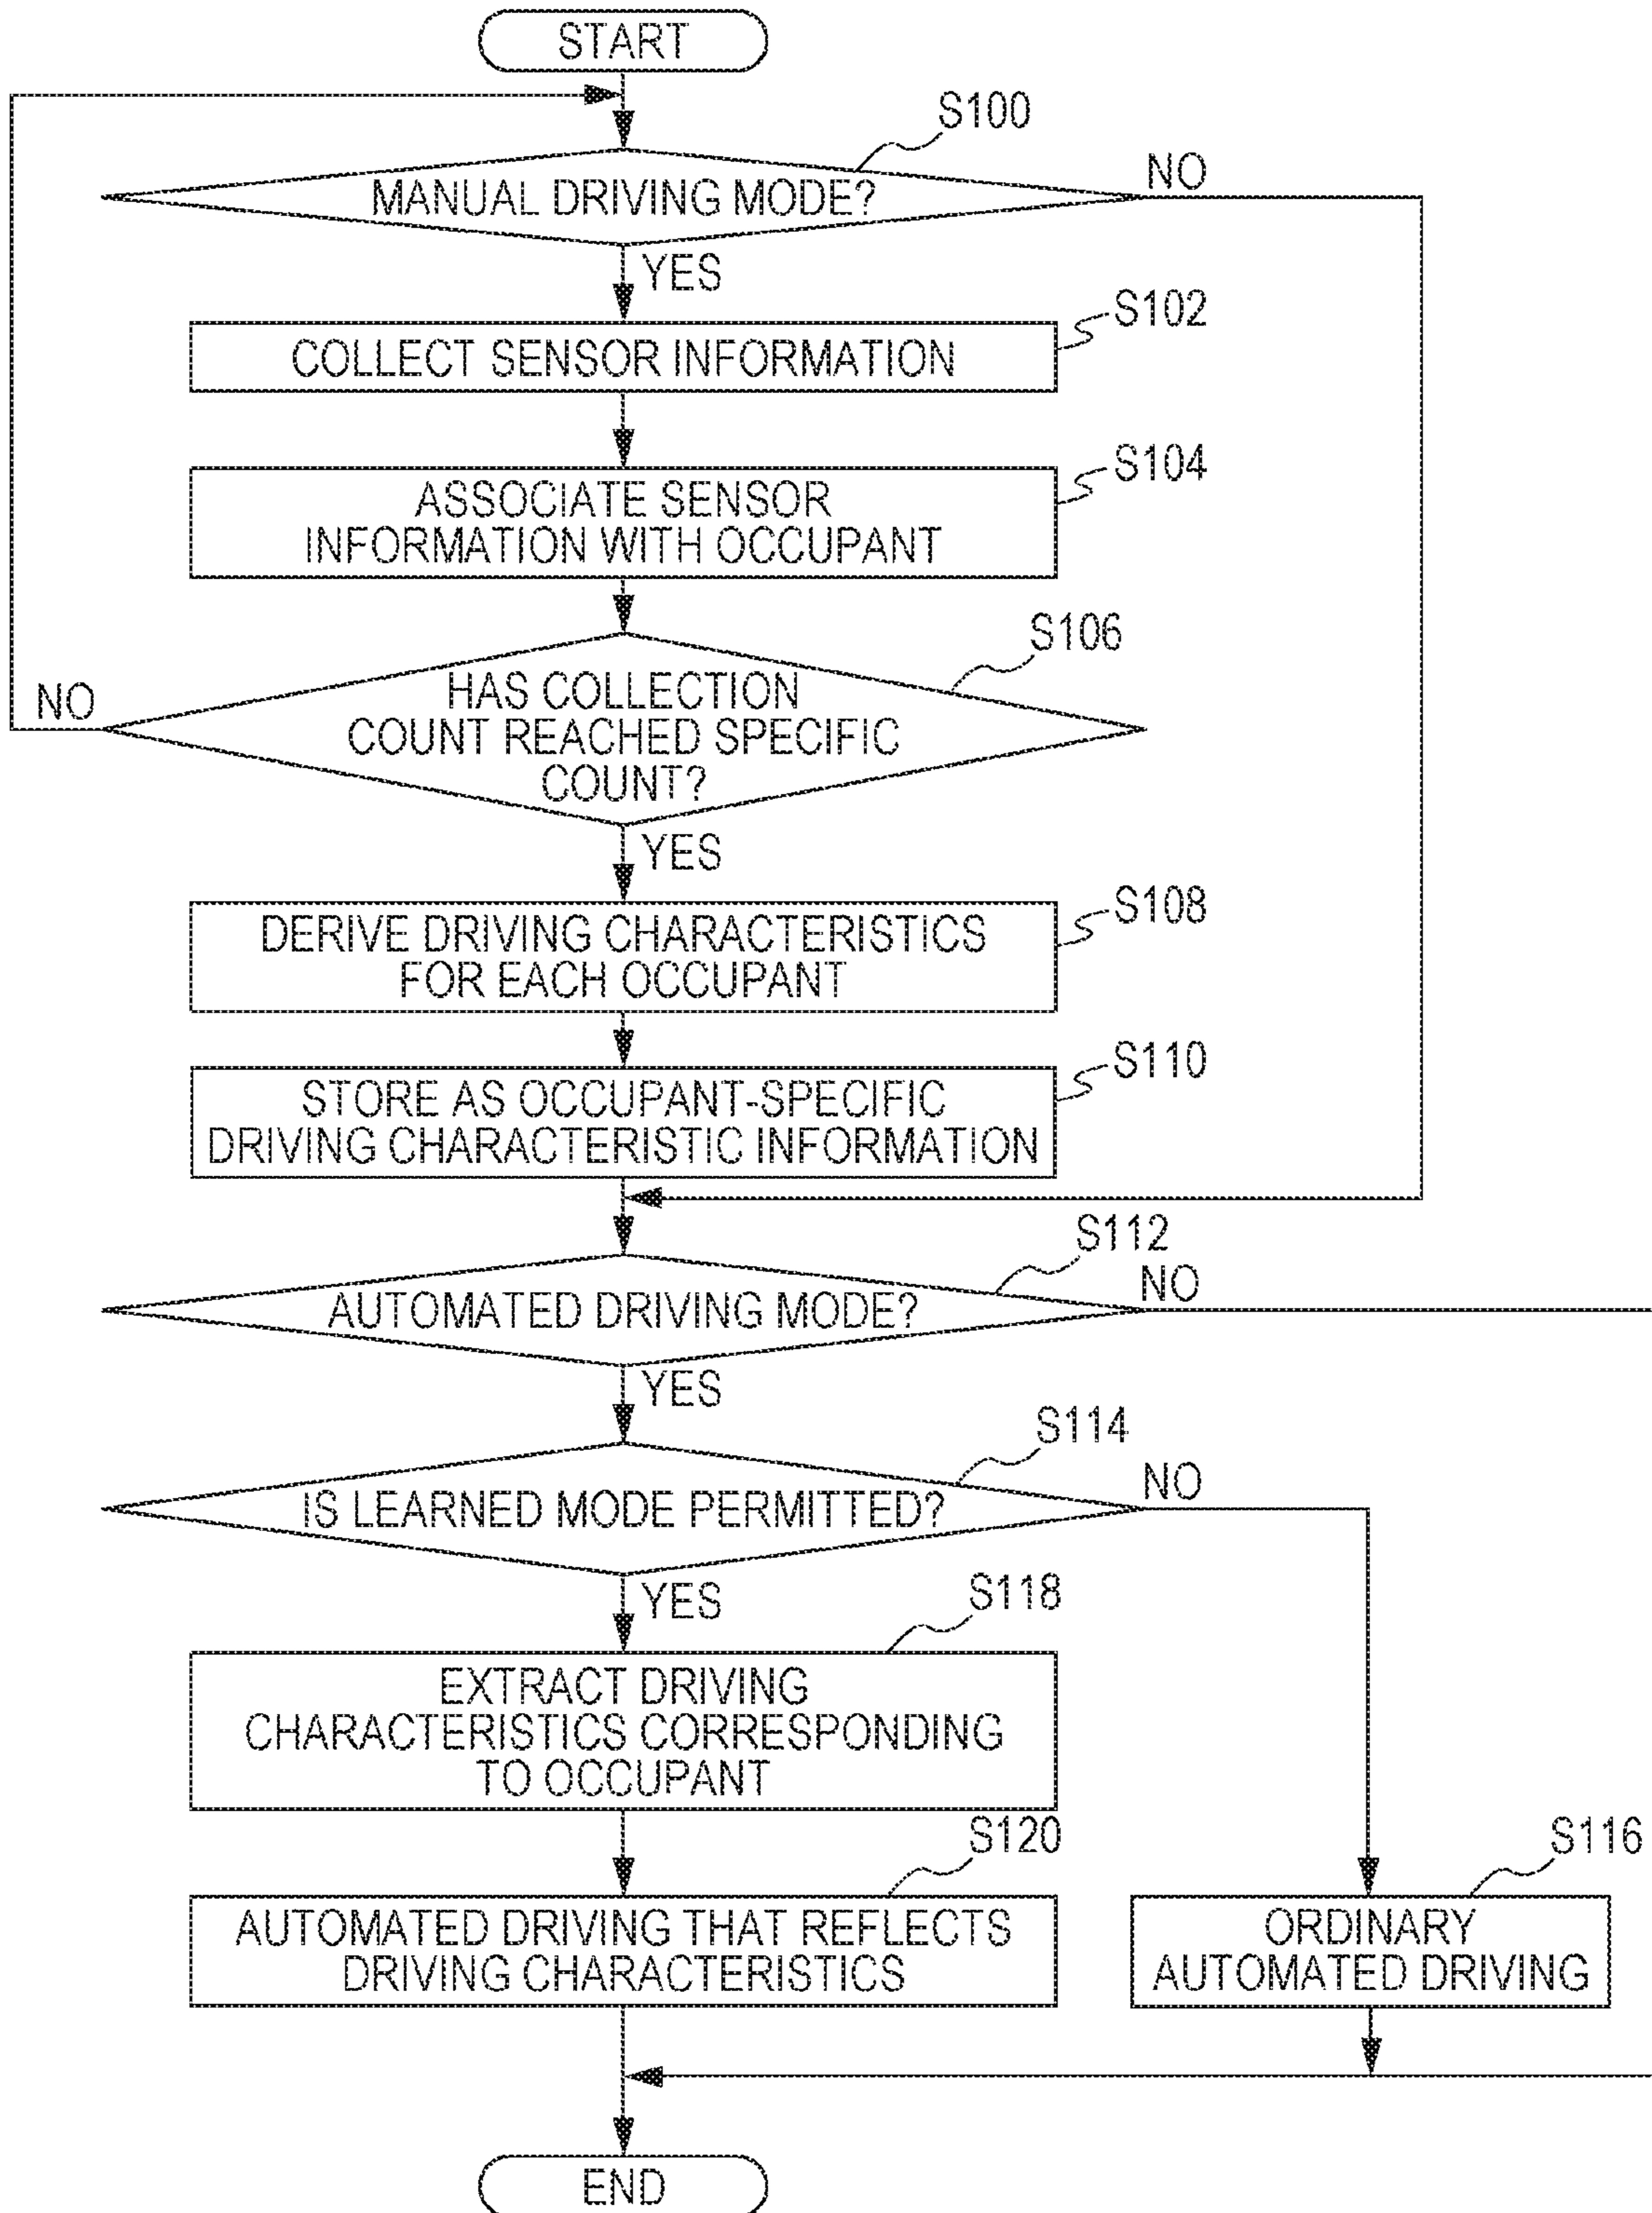 START
S100
MANUAL DRIVING MODE?
NO
YES
S102
COLLECT SENSOR INFORMATION
S104
ASSOCIATE SENSOR
INFORMATION WITH OCCUPANT
S106
HAS COLLECTION
COUNT REACHED SPECIFIC
COUNT?
NO
YES
S108
DERIVE DRIVING CHARACTERISTICS
FOR EACH OCCUPANT
S110
STORE AS OCCUPANT-SPECIFIC
DRIVING CHARACTERISTIC INFORMATION
S112
AUTOMATED DRIVING MODE?
NO
YES
S114
IS LEARNED MODE PERMITTED?
NO
YES
S118
EXTRACT DRIVING
CHARACTERISTICS CORRESPONDING
TO OCCUPANT
S120
AUTOMATED DRIVING THAT REFLECTS
DRIVING CHARACTERISTICS
S116
ORDINARY
AUTOMATED DRIVING
END